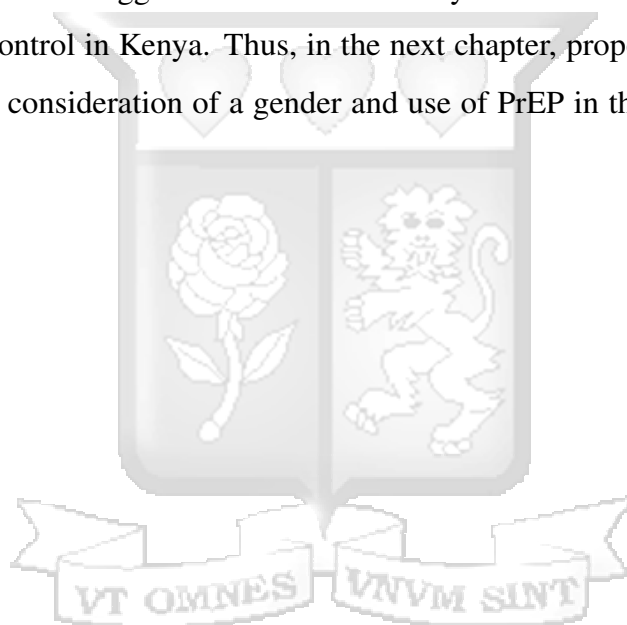 ontrol in Kenya. Thus, in the next chapter, prop
consideration of a gender and use of PrEP in th
VT OMNES VNVM SINT